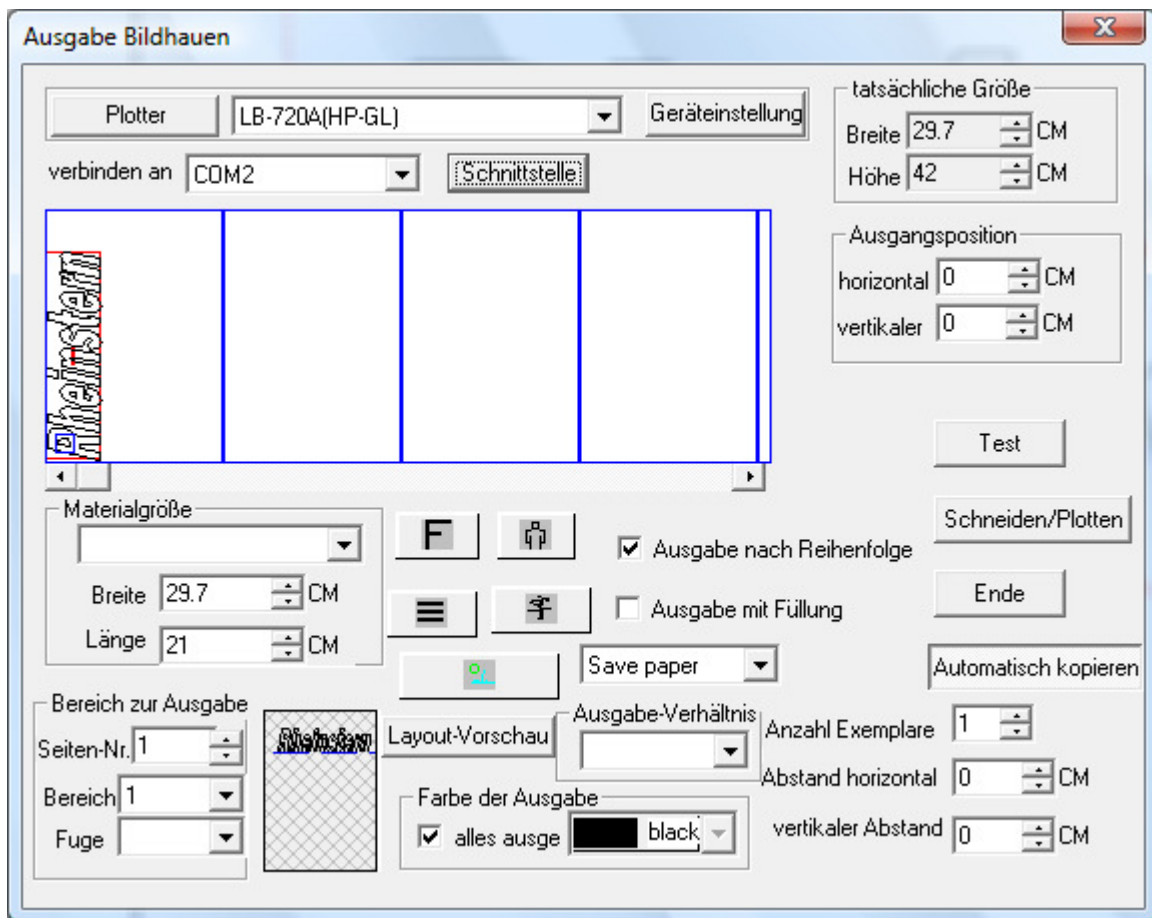 Ausgabe Bildhauen
Plotter
LB-720A(HP-GL)
Geräteinstellung
verbinden an
COM2
Schnittstelle
tatsächliche Größe
Breite 29.7 CM
Höhe 42 CM
Ausgangsposition
horizontal 0 CM
vertikaler 0 CM
Rheinstern
Test
Schneiden/Plotten
Ende
Automatisch kopieren
Materialgröße
Breite 29.7 CM
Länge 21 CM
F
Ausgabe nach Reihenfolge
Ausgabe mit Füllung
Save paper
Bereich zur Ausgabe
Seiten-Nr. 1
Bereich 1
Fuge
Rheinstern
Layout-Vorschau
Ausgabe-Verhältnis
Farbe der Ausgabe
alles ausge
black
Anzahl Exemplare 1
Abstand horizontal 0 CM
vertikaler Abstand 0 CM